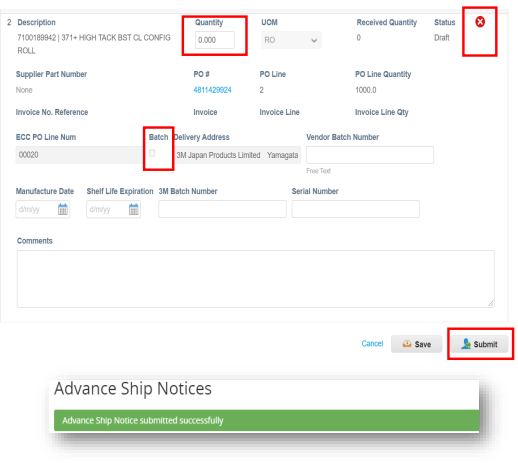 2 Description Quantity UOM Received Quantity Status
7100189942 | 371+ HIGH TACK BST CL CONFIG 0.000 RO 0 Draft
ROLL
Supplier Part Number PO # PO Line PO Line Quantity
None 4811429924 2 1000.0
Invoice No. Reference Invoice Invoice Line Invoice Line Qty
ECC PO Line Num Batch Delivery Address Vendor Batch Number
00020 3M Japan Products Limited Yamagata
Free Text
Manufacture Date Shelf Life Expiration 3M Batch Number Serial Number
d/m/yy d/m/yy
Comments
Cancel Save Submit
Advance Ship Notices
Advance Ship Notice submitted successfully